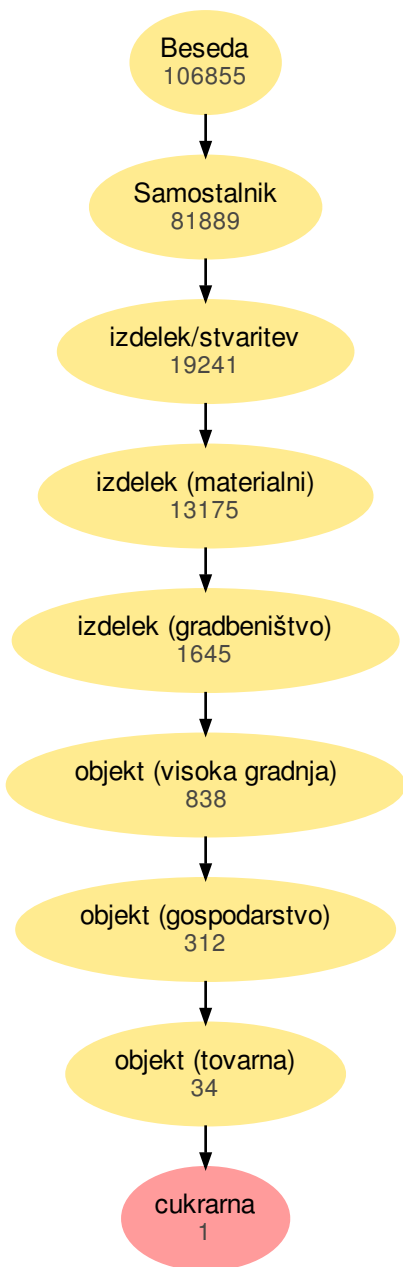 Beseda
106855
Samostalnik
81889
izdelek/stvaritev
19241
izdelek (materialni)
13175
izdelek (gradbeništvo)
1645
objekt (visoka gradnja)
838
objekt (gospodarstvo)
312
objekt (tovarna)
34
cukrarna
1